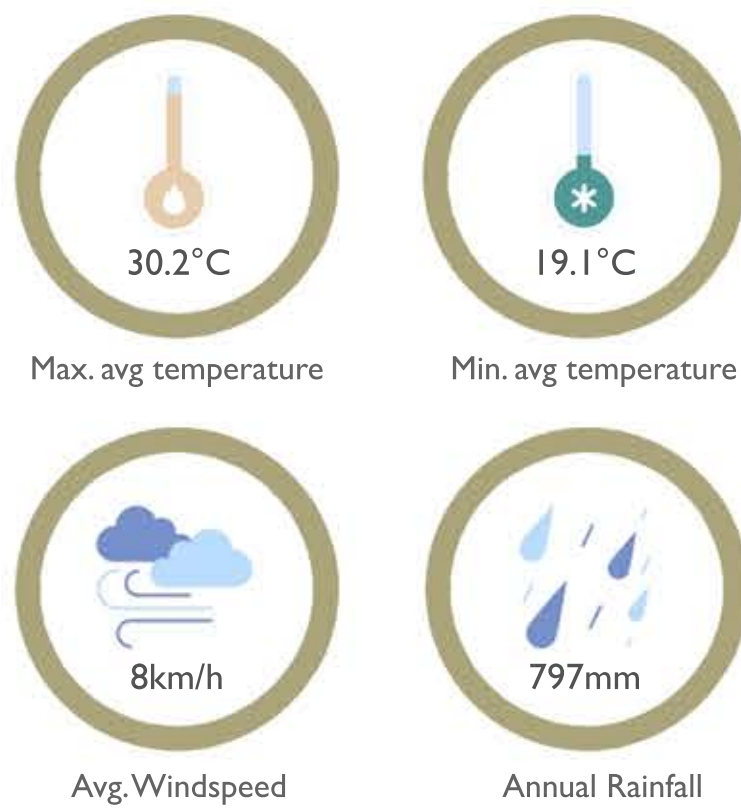 30.2°C
Max. avg temperature
19.1°C
Min. avg temperature
8km/h
Avg. Windspeed
797mm
Annual Rainfall